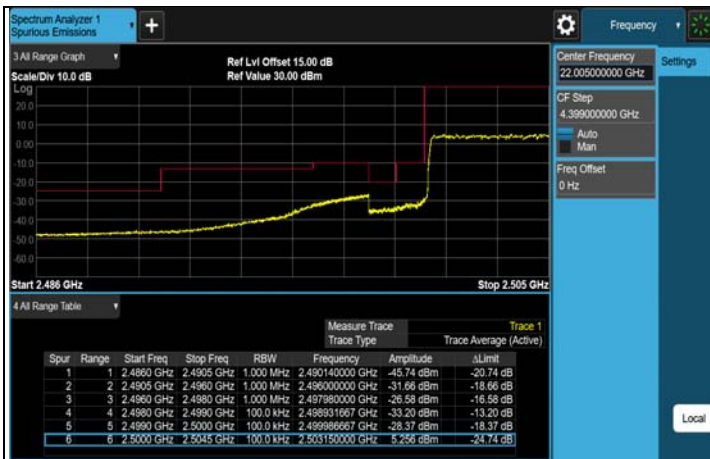 Spectrum Analyzer 1
Spurious Emissions
+
Frequency
3 All Range Graph
Ref Lvl Offset 15.00 dB
Scale/Div 10.0 dB
Ref Value 30.00 dBm
Log
20.0
10.0
0.00
-10.0
-20.0
-30.0
-40.0
-50.0
-60.0
Start 2.486 GHz
Stop 2.505 GHz
Center Frequency
22.005000000 GHz
Settings
CF Step
4.399000000 GHz
Auto
Man
Freq Offset
0 Hz
4 All Range Table
Measure Trace Trace 1
Trace Type Trace Average (Active)
Spur Range Start Freq Stop Freq RBW Frequency Amplitude ΔLimit
1 1 2.4860 GHz 2.4905 GHz 1.000 MHz 2.490140000 GHz -45.74 dBm -20.74 dB
2 2 2.4905 GHz 2.4960 GHz 1.000 MHz 2.496000000 GHz -31.66 dBm -18.66 dB
3 3 2.4960 GHz 2.4980 GHz 1.000 MHz 2.497980000 GHz -26.58 dBm -16.58 dB
4 4 2.4980 GHz 2.4990 GHz 100.0 kHz 2.498931667 GHz -33.20 dBm -13.20 dB
5 5 2.4990 GHz 2.5000 GHz 100.0 kHz 2.499986667 GHz -28.37 dBm -18.37 dB
6 6 2.5000 GHz 2.5045 GHz 100.0 kHz 2.503150000 GHz 5.256 dBm -24.74 dB
Local